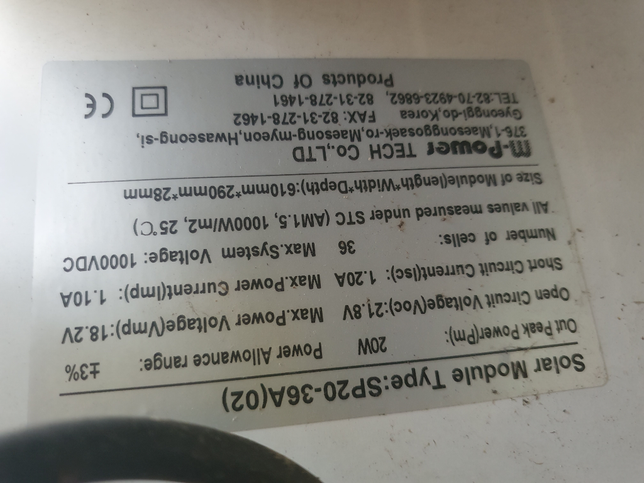 Solar Module Type:SP20-36A(02)
Out Peak Power(Pm): 20W Power Allowance range: ±3%
Open Circuit Voltage(Voc):21.8V Max.Power Voltage(Vmp):18.2V
Short Circuit Current(Isc): 1.20A Max.Power Current(Imp): 1.10A
Number of cells: 36 Max.System Voltage: 1000VDC
All values measured under STC (AM1.5, 1000W/m2, 25°C)
Size of Module(length*Width*Depth):610mm*290mm*28mm
m-Power TECH Co.,LTD
376-1,Maesonggosaek-ro,Maesong-myeon,Hwaseong-si,
Gyeonggi-do,Korea FAX: 82-31-278-1462
TEL:82-70-4923-6862, 82-31-278-1461
Products Of China
CE